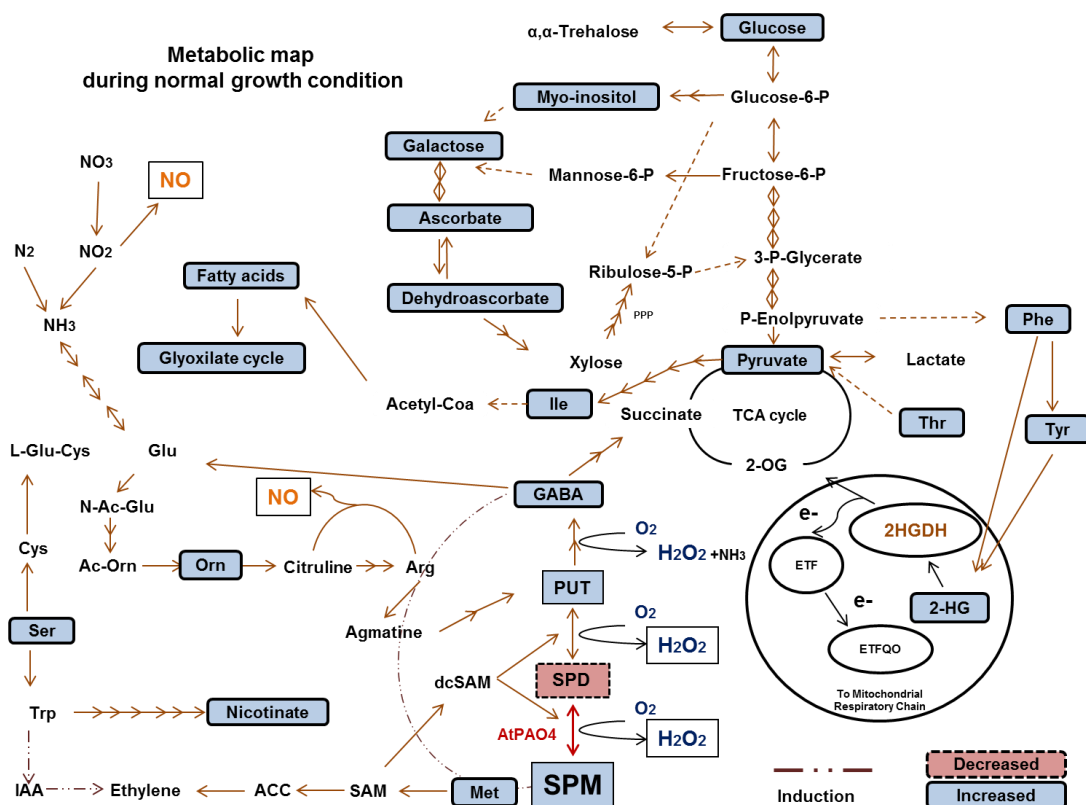 Metabolic map
during normal growth condition
α,α-Trehalose
Glucose
Myo-inositol
Glucose-6-P
Galactose
NO3
NO
Mannose-6-P
Fructose-6-P
Ascorbate
N2
NO2
Fatty acids
Ribulose-5-P
3-P-Glycerate
Dehydroascorbate
NH3
PPP
P-Enolpyruvate
Phe
Glyoxilate cycle
Xylose
Pyruvate
Lactate
Acetyl-Coa
Ile
Succinate
TCA cycle
Thr
Tyr
L-Glu-Cys
Glu
2-OG
NO
GABA
N-Ac-Glu
e-
2HGDH
O2
H2O2 +NH3
Cys
Ac-Orn
Orn
Citruline
Arg
ETF
PUT
e-
2-HG
Ser
Agmatine
O2
H2O2
ETFQO
dcSAM
SPD
To Mitochondrial
Respiratory Chain
Trp
Nicotinate
O2
AtPAO4
H2O2
Decreased
IAA
Ethylene
ACC
SAM
Met
SPM
Induction
Increased